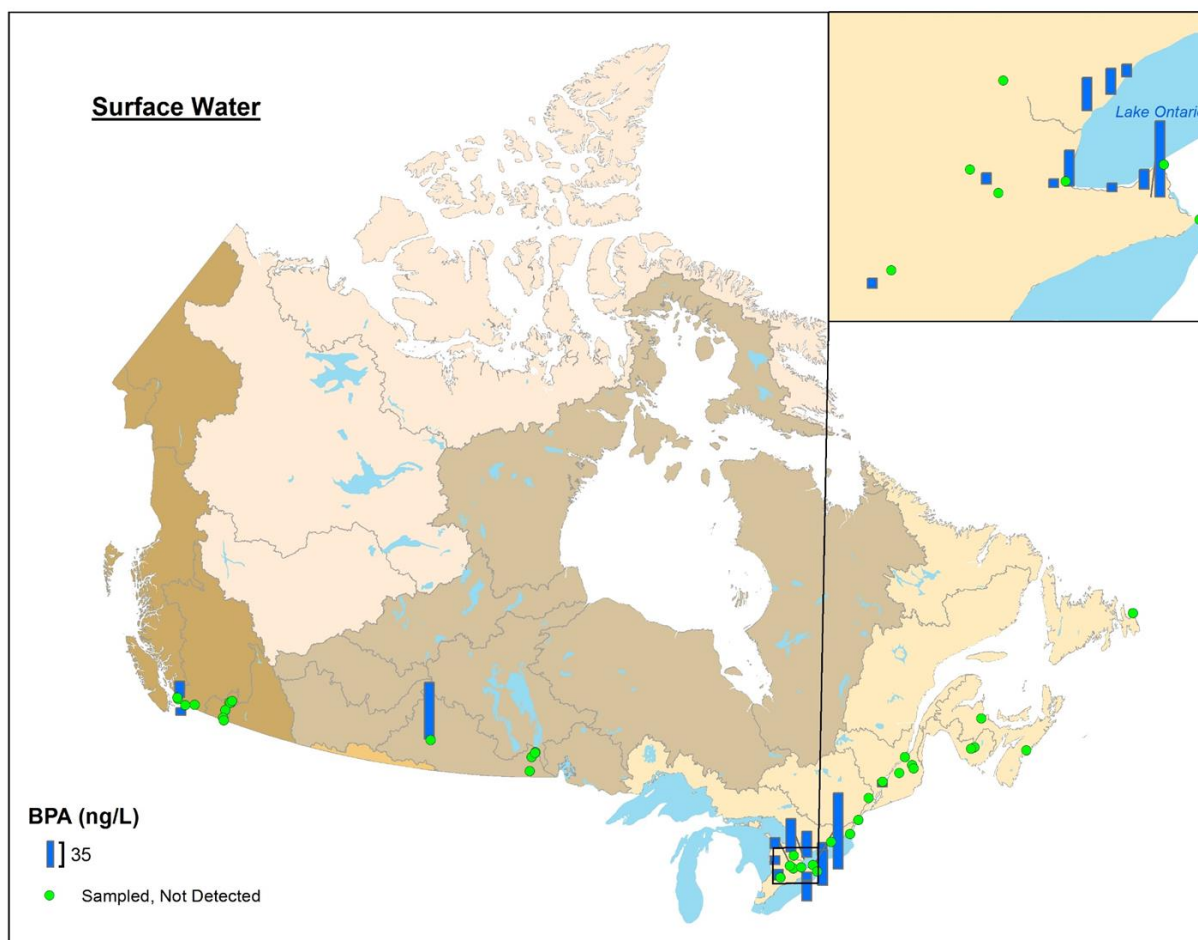 Surface Water
Lake Ontario
BPA (ng/L)
35
Sampled, Not Detected